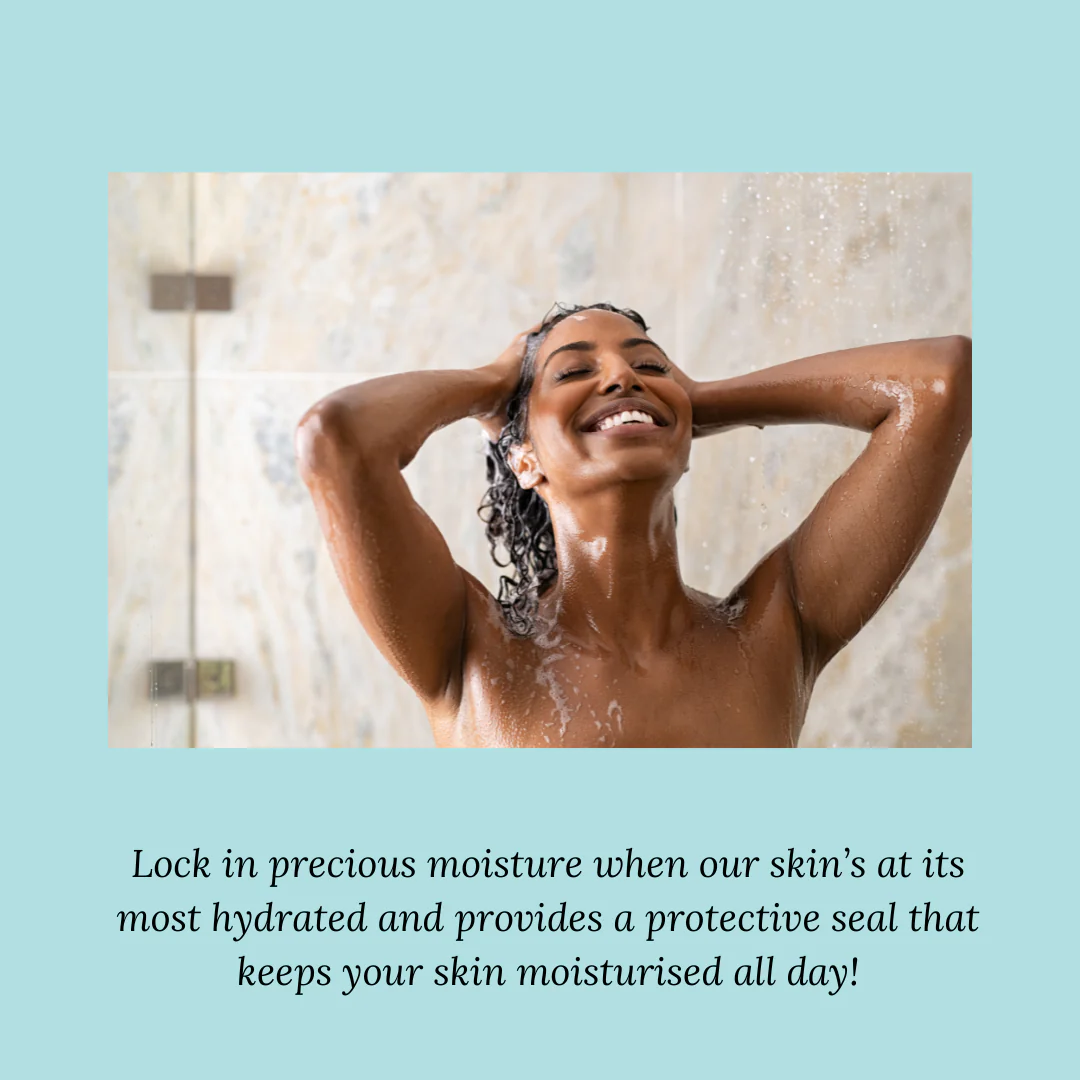 Lock in precious moisture when our skin’s at its
most hydrated and provides a protective seal that
keeps your skin moisturised all day!